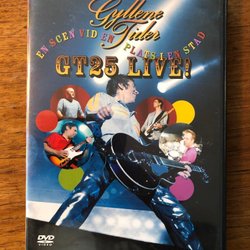 Gyllene
Tider
EN SCEN VID EN PLATS I EN STAD
GT25 LIVE!
DVD
VIDEO